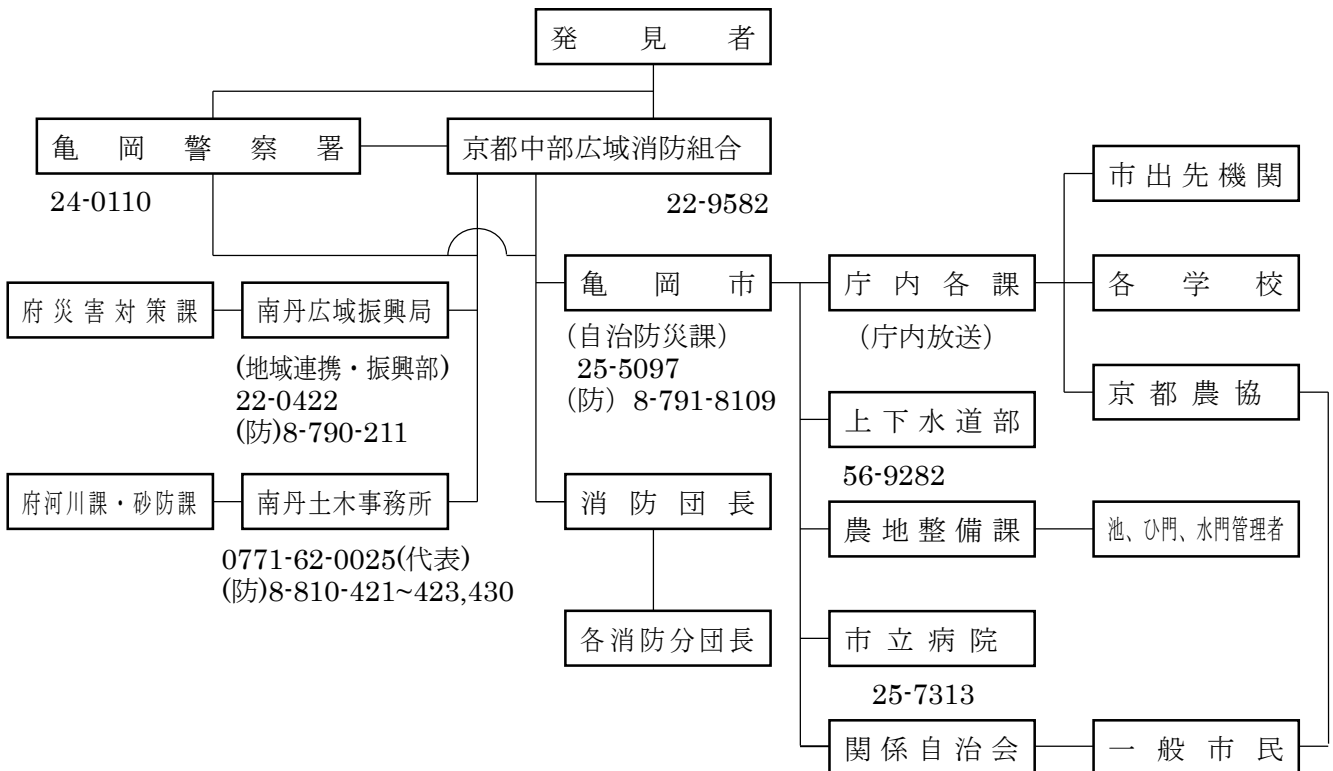 発見者
亀岡警察署
京都中部広域消防組合
24-0110
22-9582
市出先機関
府災害対策課
南丹広域振興局
亀岡市
庁内各課
各学校
(地域連携・振興部)
22-0422
(防)8-790-211
(自治防災課)
25-5097
(防) 8-791-8109
(庁内放送)
京都農協
上下水道部
56-9282
府河川課・砂防課
南丹土木事務所
消防団長
農地整備課
池、ひ門、水門管理者
0771-62-0025(代表)
(防)8-810-421~423,430
各消防分団長
市立病院
25-7313
関係自治会
一般市民